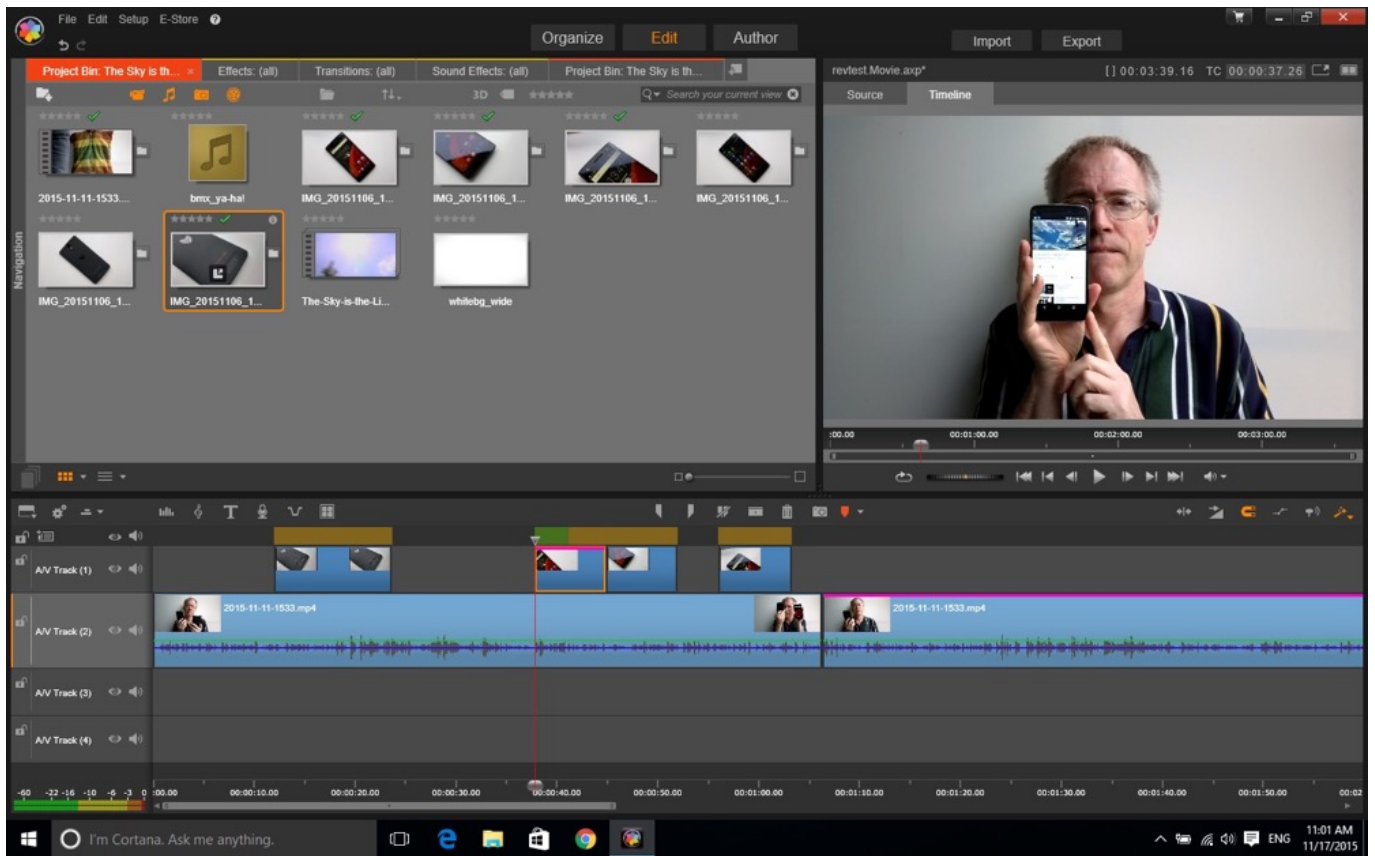 File Edit Setup E-Store ?
Organize Edit Author Import Export
Project Bin: The Sky is th... × Effects: (all) Transitions: (all) Sound Effects: (all) Project Bin: The Sky is th...
revtest.Movie.axp* [ ] 00:03:39.16 TC 00:00:37.26
3D Search your current view
Source Timeline
2015-11-11-1533.... bmx_ya-ha! IMG_20151106_1... IMG_20151106_1... IMG_20151106_1... IMG_20151106_1...
Navigation
IMG_20151106_1... IMG_20151106_1... The-Sky-is-the-Li... whitebg_wide
:00.00 00:01:00.00 00:02:00.00 00:03:00.00
A/V Track (1)
2015-11-11-1533.mp4 2015-11-11-1533.mp4
A/V Track (2)
A/V Track (3)
A/V Track (4)
-60 -22 -16 -10 -6 -3 0 :00.00 00:00:10.00 00:00:20.00 00:00:30.00 00:00:40.00 00:00:50.00 00:01:00.00 00:01:10.00 00:01:20.00 00:01:30.00 00:01:40.00 00:01:50.00 00:02
I'm Cortana. Ask me anything. ENG 11:01 AM
11/17/2015